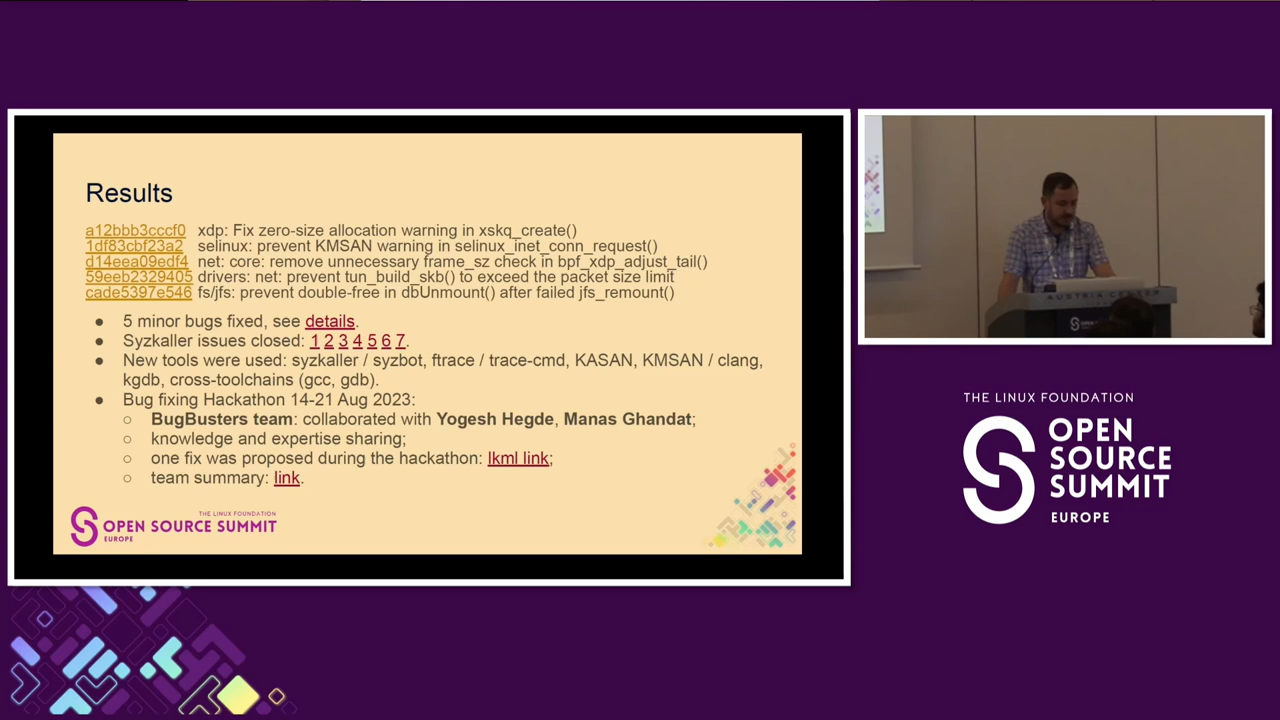 Results
a12bbb3cccf0 xdp: Fix zero-size allocation warning in xskq_create()
1df83cbf23a2 selinux: prevent KMSAN warning in selinux_inet_conn_request()
d14eea09edf4 net: core: remove unnecessary frame_sz check in bpf_xdp_adjust_tail()
59eeb2329405 drivers: net: prevent tun_build_skb() to exceed the packet size limit
cade5397e546 fs/jfs: prevent double-free in dbUnmount() after failed jfs_remount()
● 5 minor bugs fixed, see details.
● Syzkaller issues closed: 1 2 3 4 5 6 7.
● New tools were used: syzkaller / syzbot, ftrace / trace-cmd, KASAN, KMSAN / clang,
kgdb, cross-toolchains (gcc, gdb).
● Bug fixing Hackathon 14-21 Aug 2023:
○ BugBusters team: collaborated with Yogesh Hegde, Manas Ghandat;
○ knowledge and expertise sharing;
○ one fix was proposed during the hackathon: lkml link;
○ team summary: link.
THE LINUX FOUNDATION
OPEN SOURCE SUMMIT
EUROPE
AUSTRIA CENTER
THE LINUX FOUNDATION
OPEN
SOURCE
SUMMIT
EUROPE